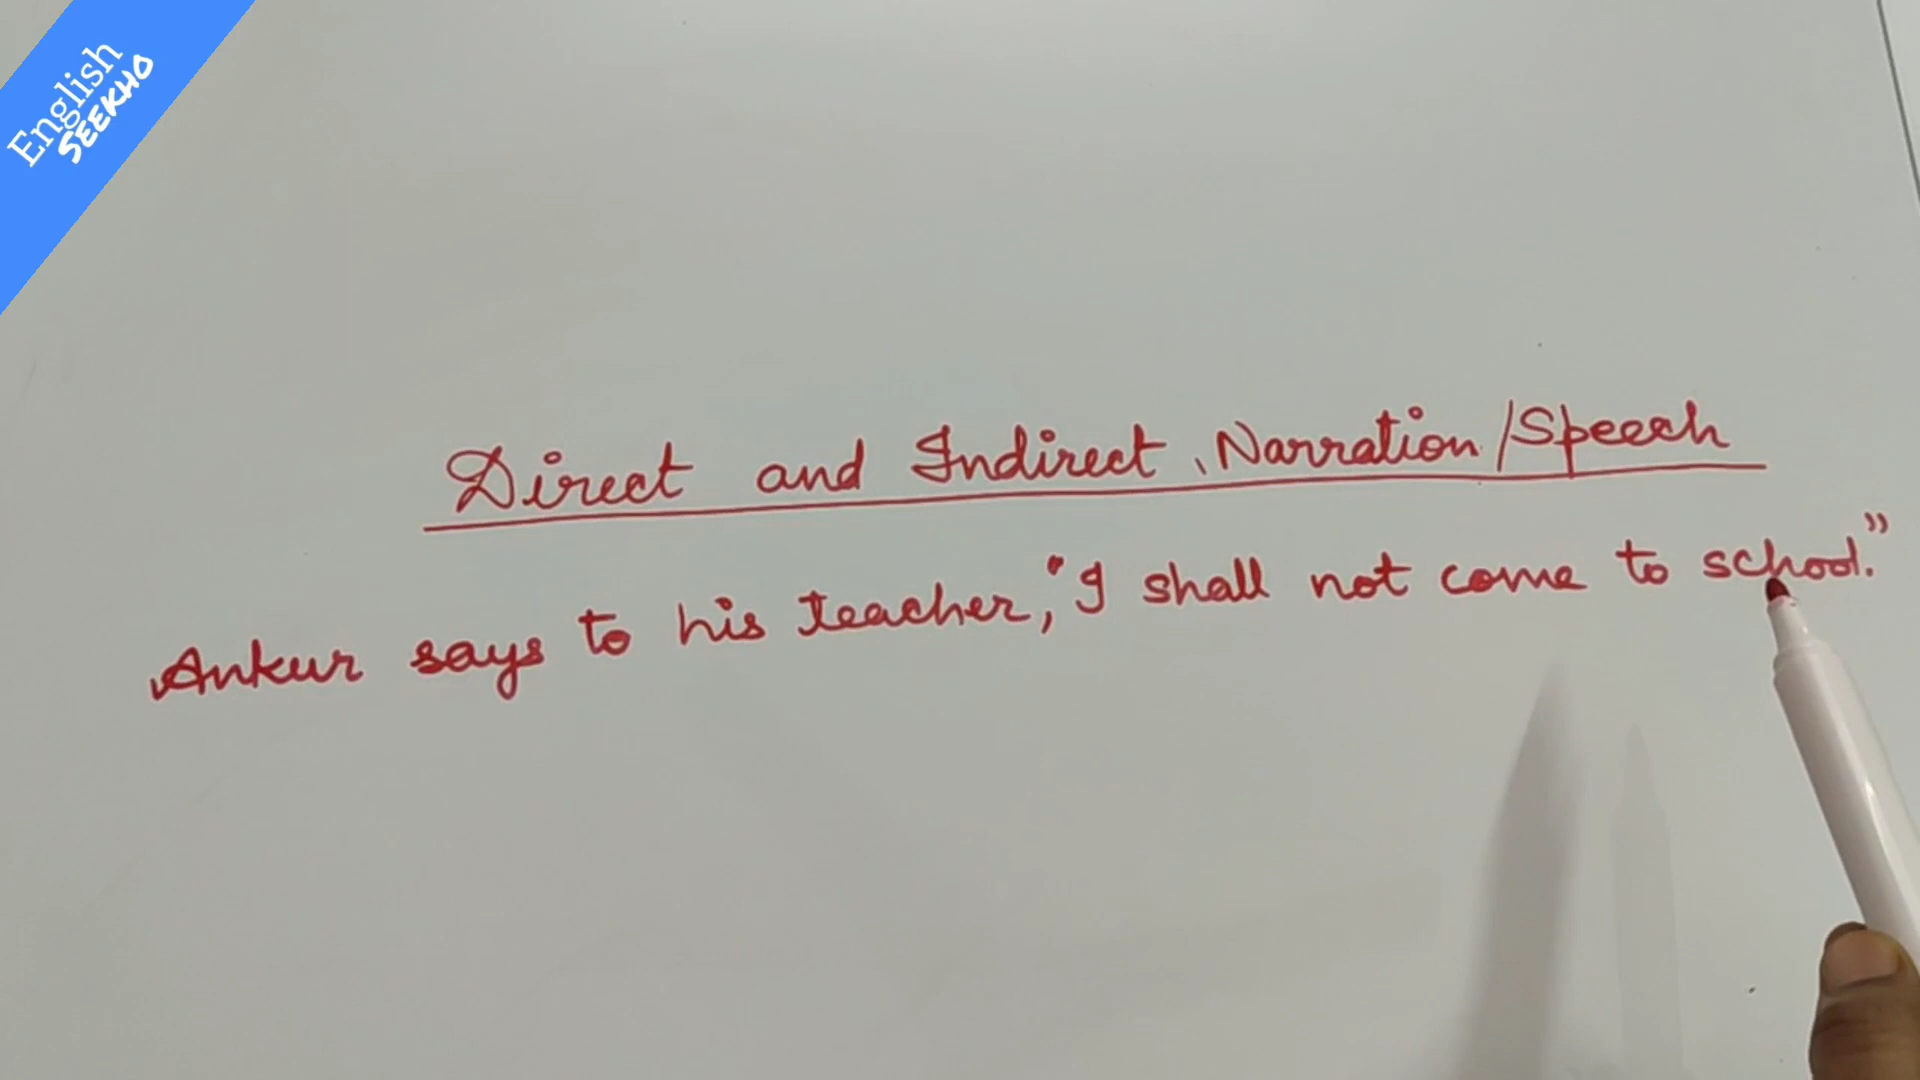 English
SEEKHO
Direct and Indirect, Narration/Speech
Ankur says to his teacher, "I shall not come to school."